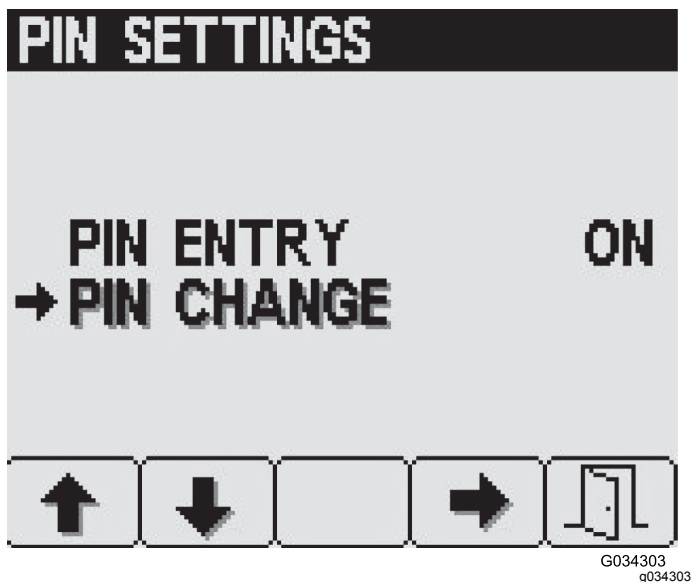 PIN SETTINGS
PIN ENTRY ON
PIN CHANGE
G034303
g034303